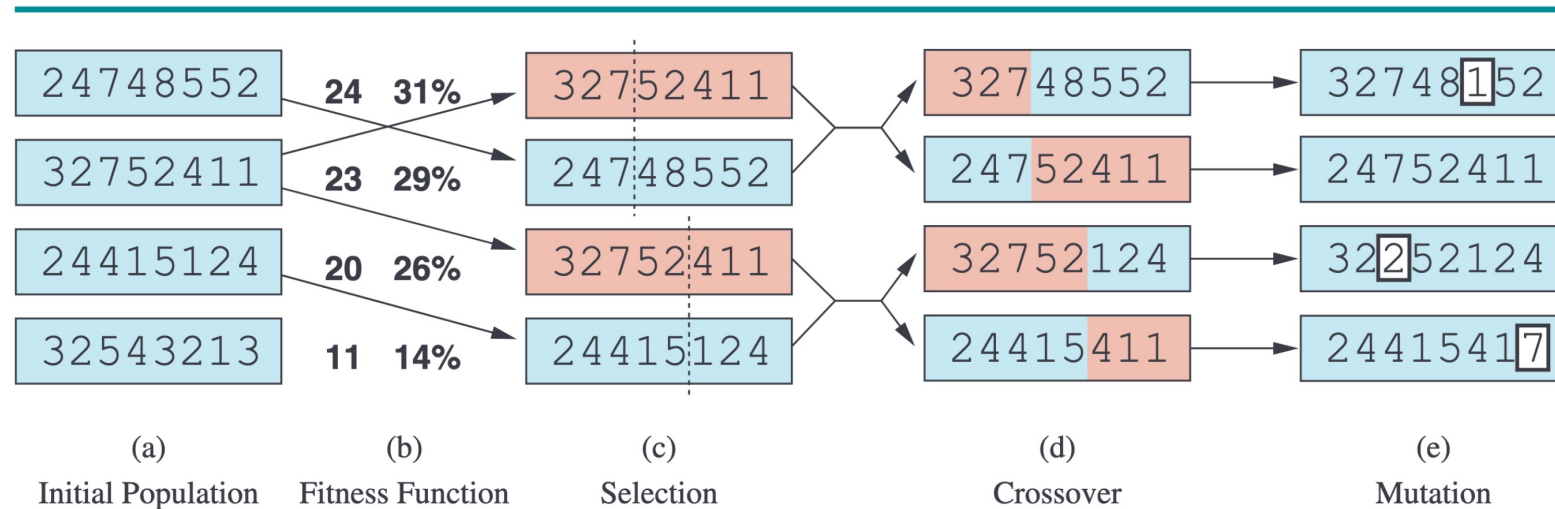 24748552 24 31% 32752411 32748552 32748152
32752411 23 29% 24748552 24752411 24752411
24415124 20 26% 32752411 32752124 32252124
32543213 11 14% 24415124 24415411 24415417
(a) (b) (c) (d) (e)
Initial Population Fitness Function Selection Crossover Mutation